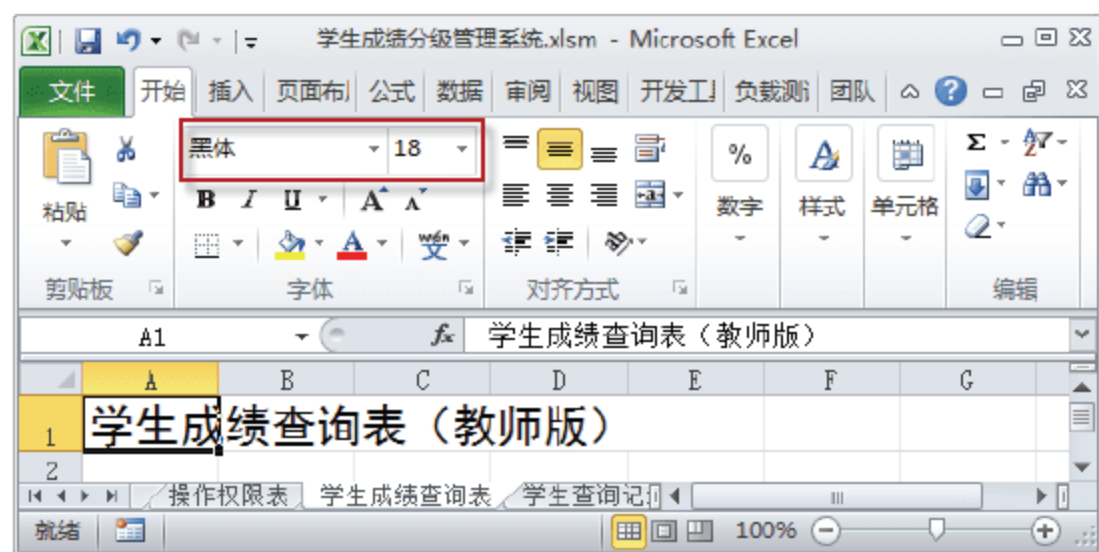 学生成绩分级管理系统.xlsm - Microsoft Excel
文件 开始 插入 页面布 公式 数据 审阅 视图 开发工 负载测 团队
黑体 18
B I U A A
wén 文
粘贴 % 数字 样式 单元格 Σ
剪贴板 字体 对齐方式 编辑
A1 fx 学生成绩查询表（教师版）
A B C D E F G
1 学生成绩查询表（教师版）
2
操作权限表 学生成绩查询表 学生查询记
就绪 100%